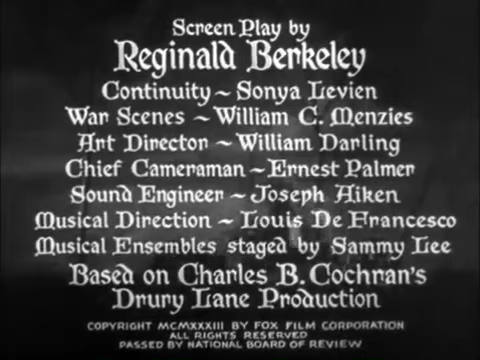 Screen Play by
Reginald Berkeley
Continuity ~ Sonya Levien
War Scenes ~ William C. Menzies
Art Director ~ William Darling
Chief Cameraman ~ Ernest Palmer
Sound Engineer ~ Joseph Aiken
Musical Direction ~ Louis De Francesco
Musical Ensembles staged by Sammy Lee
Based on Charles B. Cochran's
Drury Lane Production
COPYRIGHT MCMXXXIII BY FOX FILM CORPORATION
ALL RIGHTS RESERVED
PASSED BY NATIONAL BOARD OF REVIEW